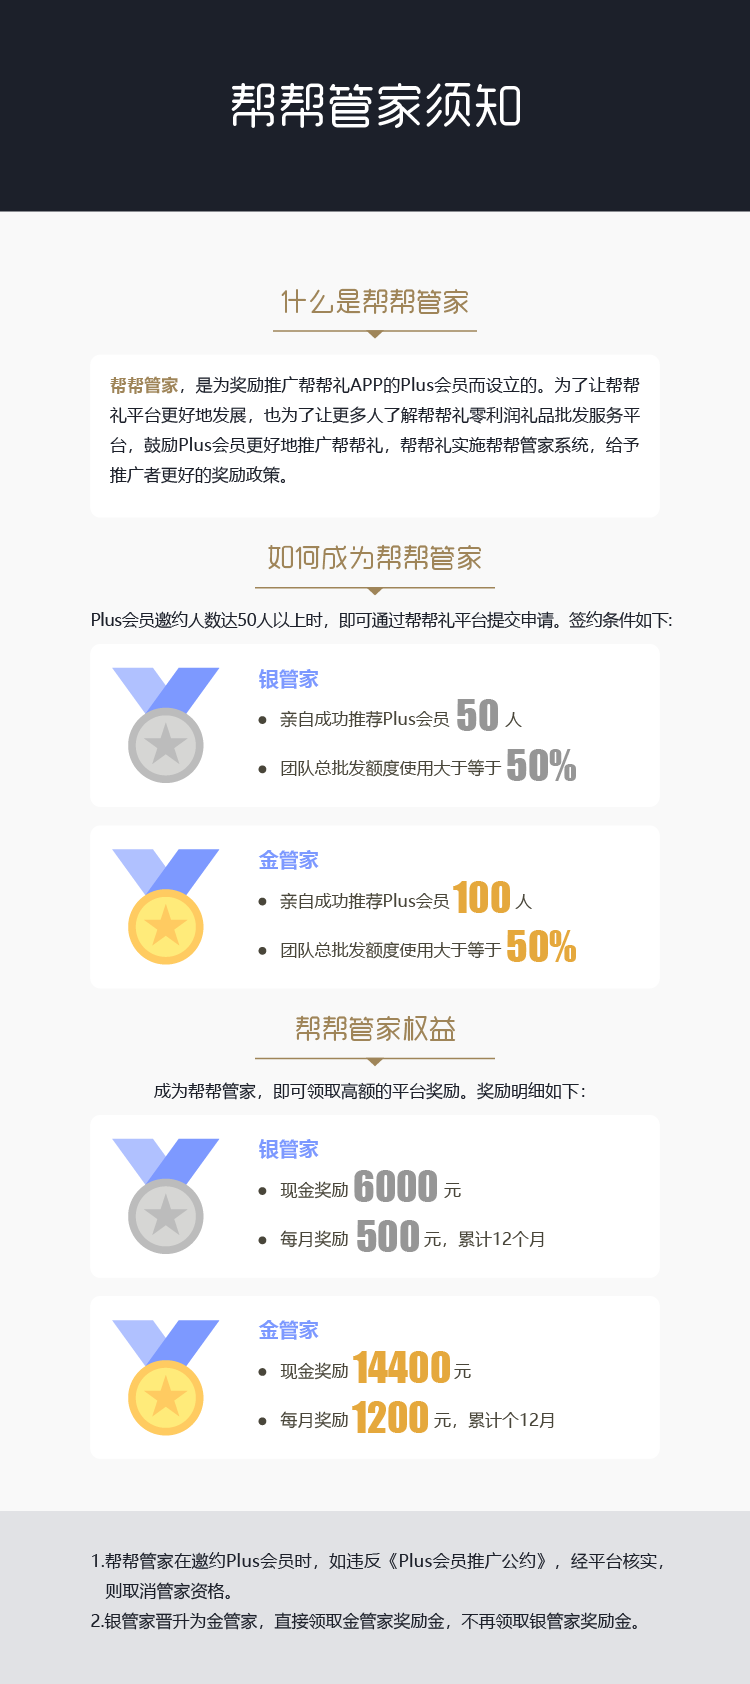 帮帮管家须知
什么是帮帮管家
帮帮管家，是为奖励推广帮帮礼APP的Plus会员而设立的。为了让帮帮
礼平台更好地发展，也为了让更多人了解帮帮礼零利润礼品批发服务平
台，鼓励Plus会员更好地推广帮帮礼，帮帮礼实施帮帮管家系统，给予
推广者更好的奖励政策。
如何成为帮帮管家
Plus会员邀约人数达50人以上时，即可通过帮帮礼平台提交申请。签约条件如下:
银管家
● 亲自成功推荐Plus会员 50 人
● 团队总批发额度使用大于等于 50%
金管家
● 亲自成功推荐Plus会员 100 人
● 团队总批发额度使用大于等于 50%
帮帮管家权益
成为帮帮管家，即可领取高额的平台奖励。奖励明细如下：
银管家
● 现金奖励 6000 元
● 每月奖励 500 元，累计12个月
金管家
● 现金奖励 14400 元
● 每月奖励 1200 元，累计个12月
1.帮帮管家在邀约Plus会员时，如违反《Plus会员推广公约》，经平台核实，
则取消管家资格。
2.银管家晋升为金管家，直接领取金管家奖励金，不再领取银管家奖励金。